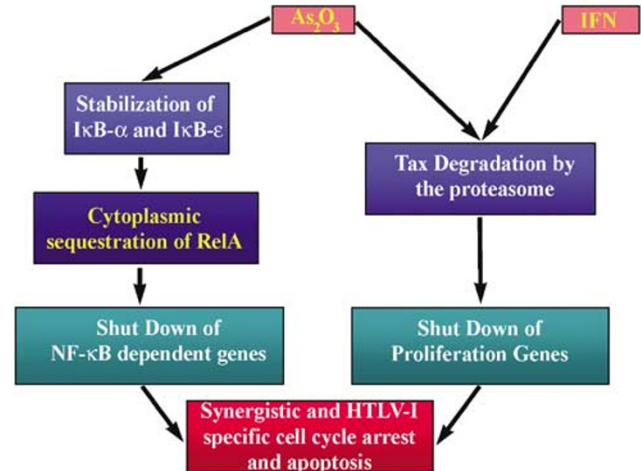 As₂O₃
IFN
Stabilization of
IκB-α and IκB-ε
Tax Degradation by
the proteasome
Cytoplasmic
sequestration of RelA
Shut Down of
NF-κB dependent genes
Shut Down of
Proliferation Genes
Synergistic and HTLV-I
specific cell cycle arrest
and apoptosis